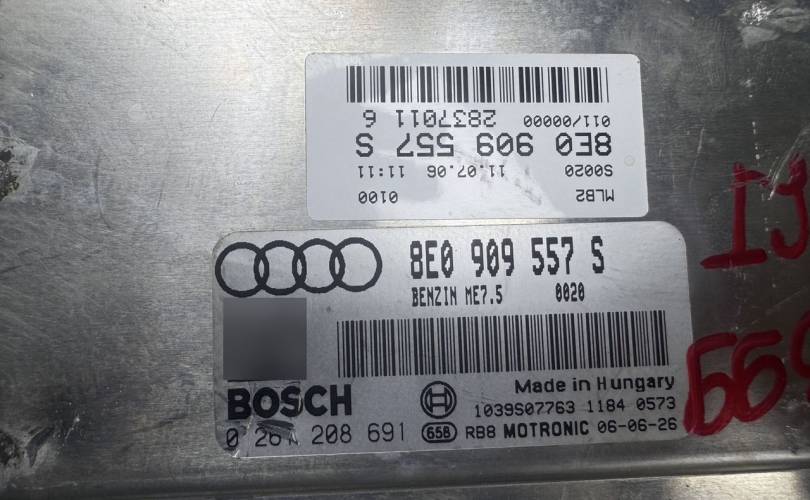 2837011 6
011/00000
8E0 909 557 S
S0020 11.07.06 11:11
MLB2 0100
8E0 909 557 S
BENZIN ME7.5 0020
BOSCH
Made in Hungary
1039S07763 1184 0573
208 691 65B RB8 MOTRONIC 06-06-26